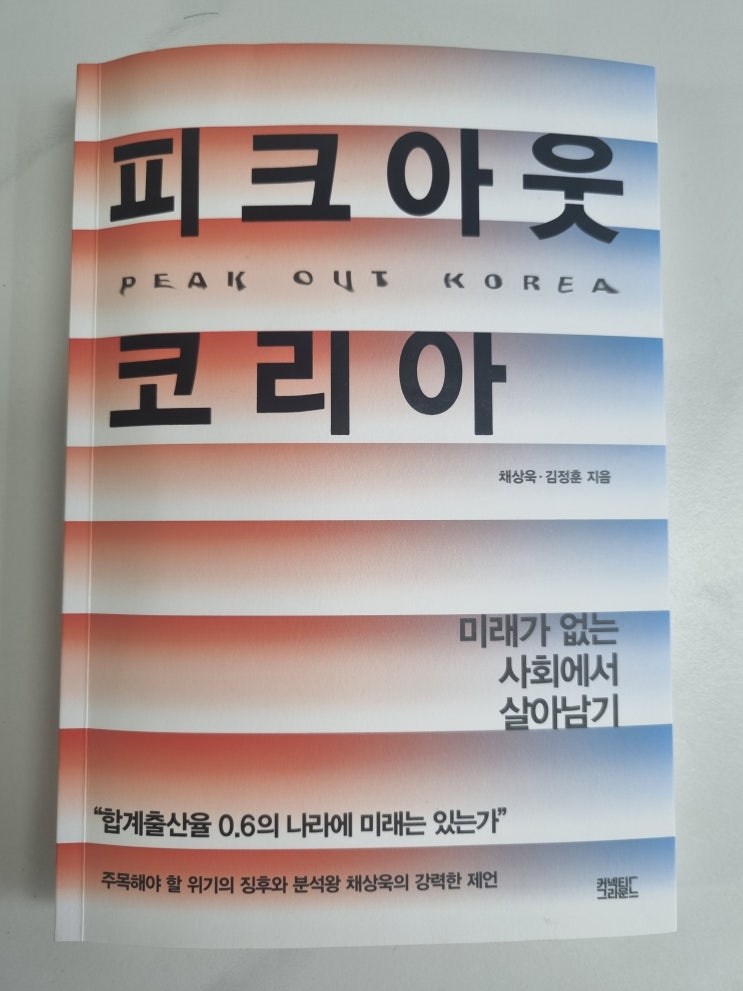 피크아웃
PEAK OUT KOREA
코리아
채상욱·김정훈 지음
미래가 없는
사회에서
살아남기
“합계출산율 0.6의 나라에 미래는 있는가”
주목해야 할 위기의 징후와 분석왕 채상욱의 강력한 제언
커넥티드
그라운드